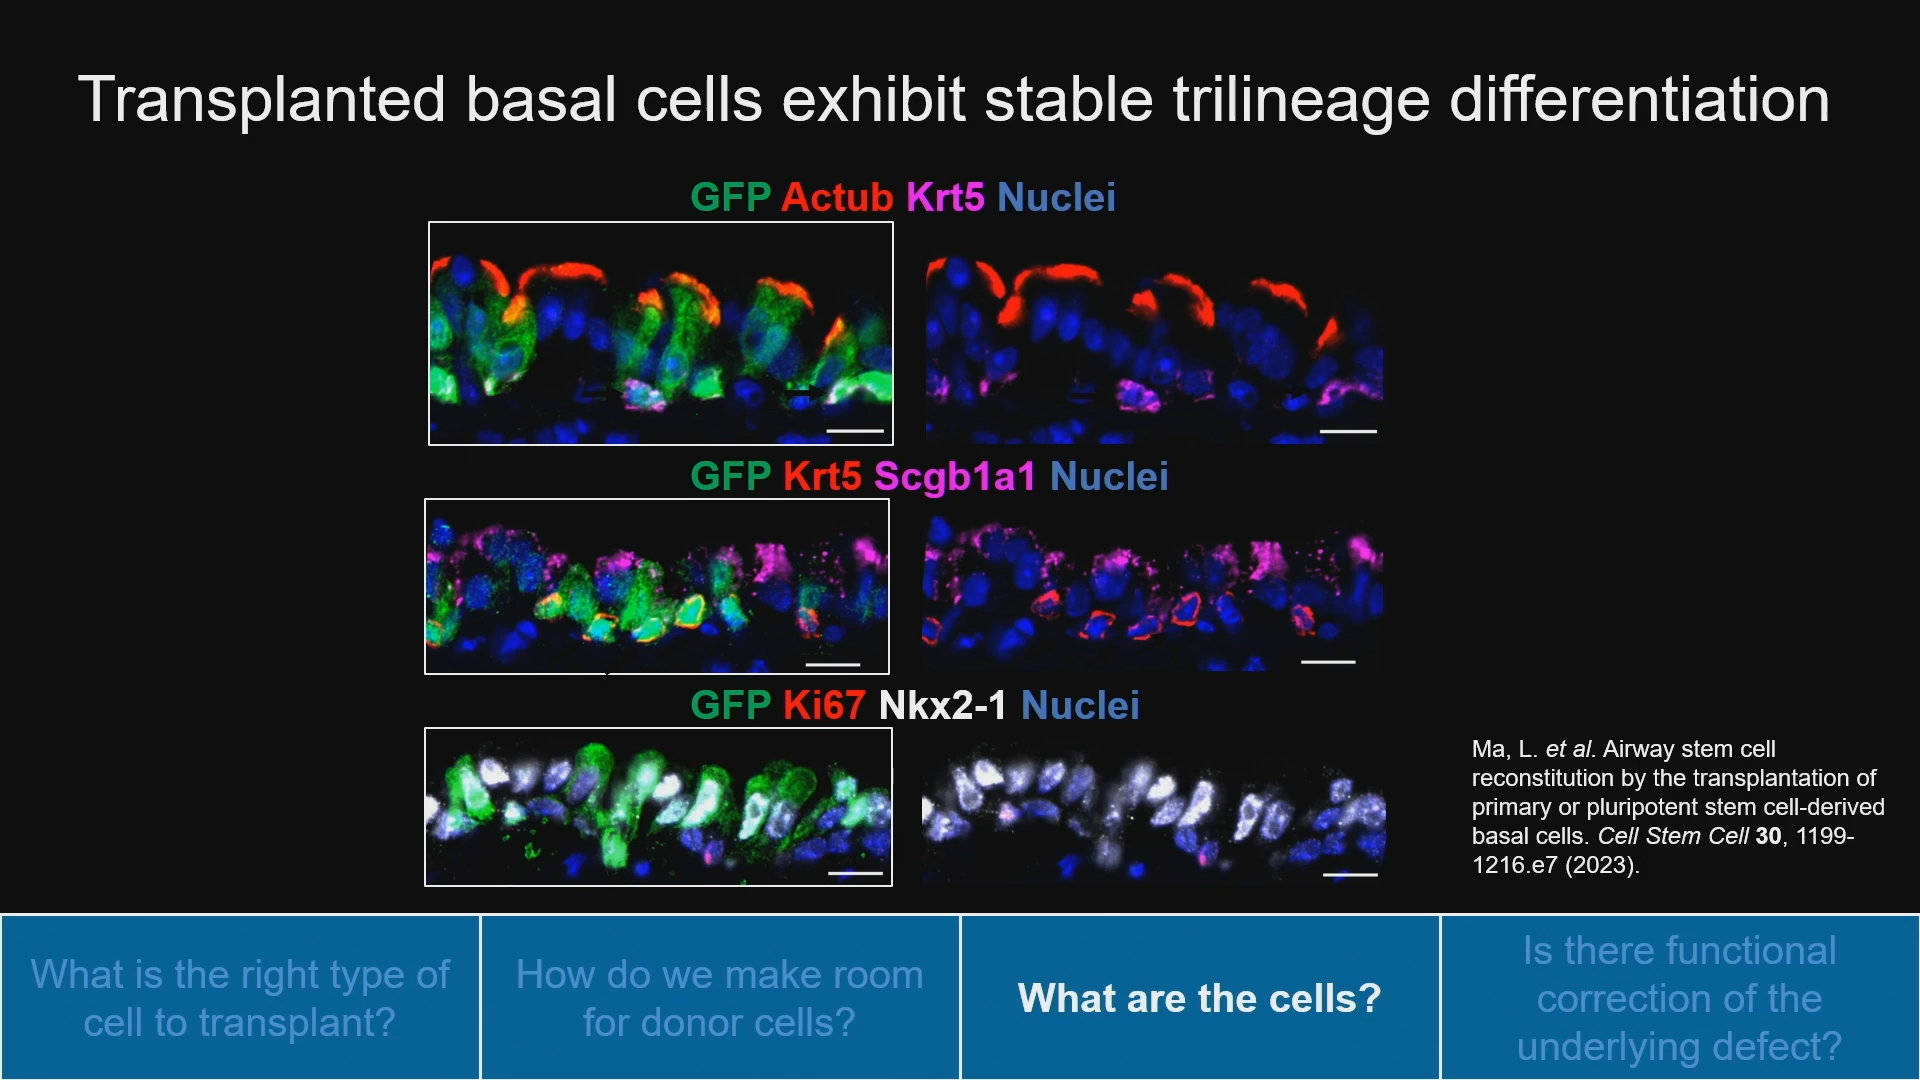 Transplanted basal cells exhibit stable trilineage differentiation
GFP Actub Krt5 Nuclei
GFP Krt5 Scgb1a1 Nuclei
GFP Ki67 Nkx2-1 Nuclei
Ma, L. et al. Airway stem cell
reconstitution by the transplantation of
primary or pluripotent stem cell-derived
basal cells. Cell Stem Cell 30, 1199-
1216.e7 (2023).
What is the right type of
cell to transplant?
How do we make room
for donor cells?
What are the cells?
Is there functional
correction of the
underlying defect?